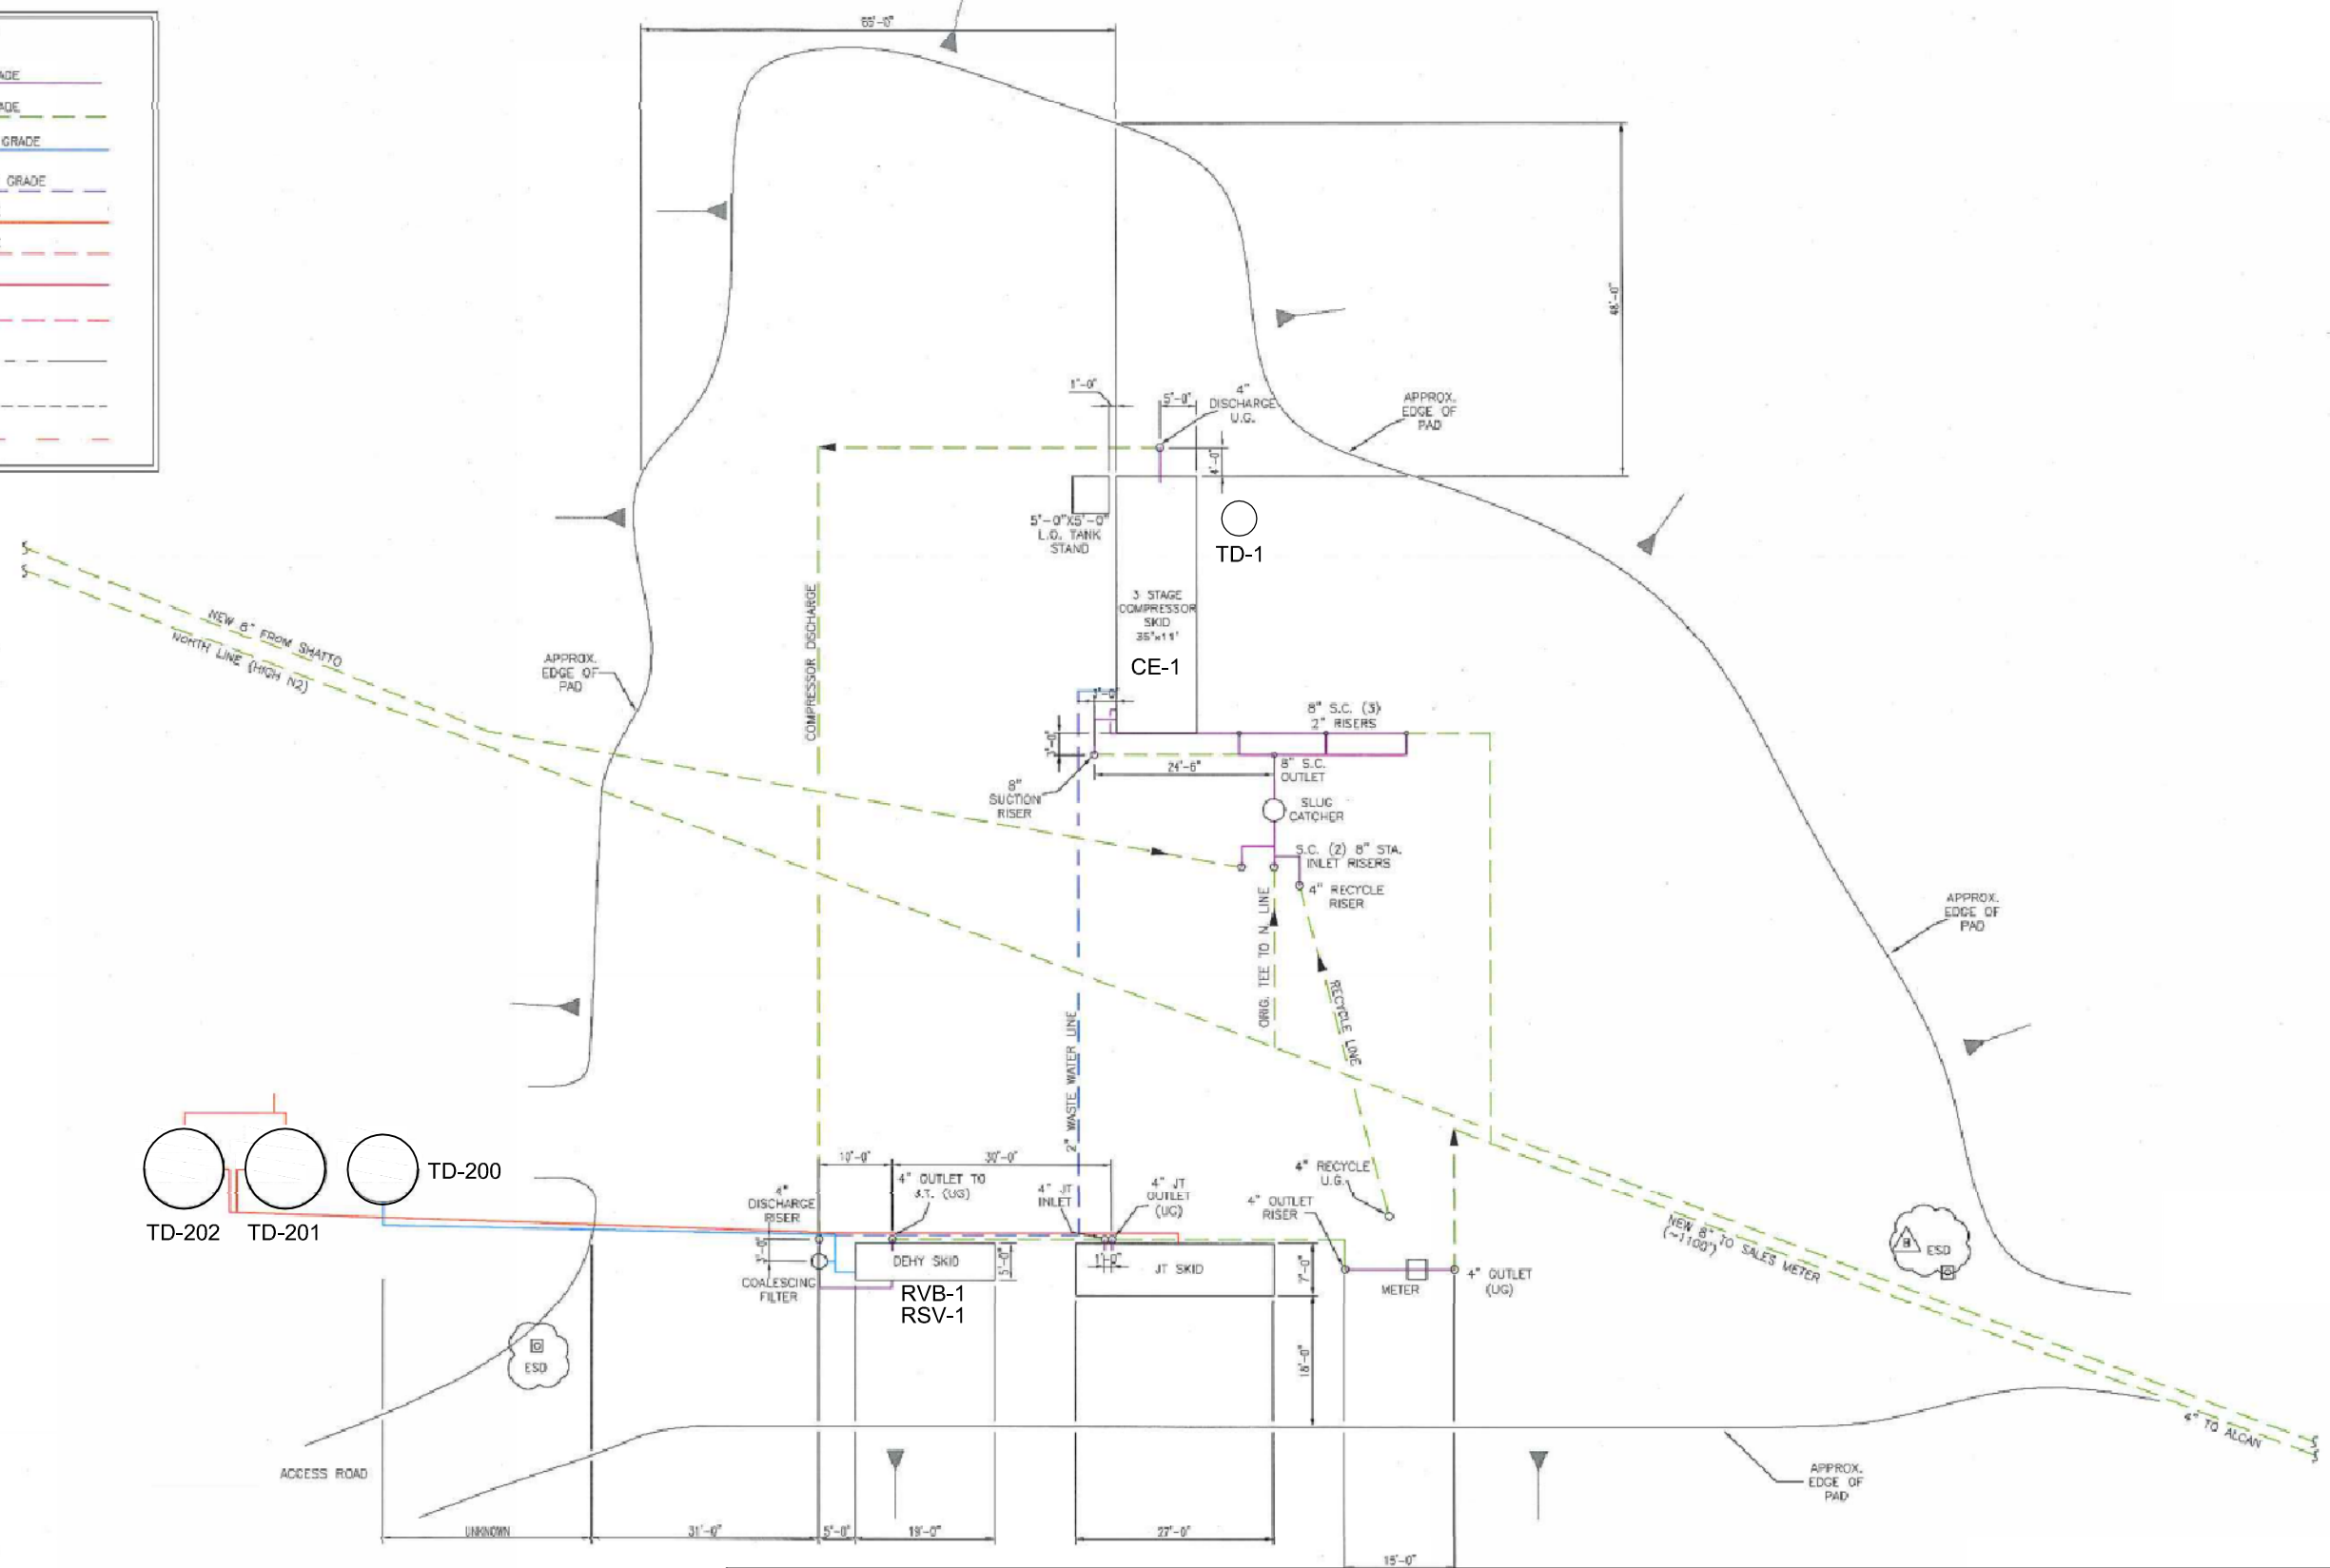 ADE
ADE
GRADE
GRADE
65'-0"
48'-0"
1'-0"
5'-0"
4"
DISCHARGE
U.G.
4'-0"
APPROX.
EDGE OF
PAD
5'-0"X5'-0"
L.O. TANK
STAND
TD-1
3 STAGE
COMPRESSOR
SKID
35'x11'
CE-1
COMPRESSOR DISCHARGE
NEW 8" FROM SHATTO
NORTH LINE (HIGH N2)
APPROX.
EDGE OF
PAD
3'-0"
3'-0"
8" S.C. (3)
2" RISERS
24'-6"
8" S.C.
OUTLET
8"
SUCTION
RISER
SLUG
CATCHER
S.C. (2) 8" STA.
INLET RISERS
4" RECYCLE
RISER
ORIG. TEE TO N LINE
RECYCLE LINE
2" WASTE WATER LINE
APPROX.
EDGE OF
PAD
TD-202
TD-201
TD-200
10'-0"
30'-0"
4"
DISCHARGE
RISER
4" OUTLET TO
J.T. (UG)
4" JT
INLET
4" JT
OUTLET
(UG)
4" RECYCLE
U.G.
4" OUTLET
RISER
3'-0"
COALESCING
FILTER
DEHY SKID
5'-0"
RVB-1
RSV-1
1'-0"
JT SKID
7'-0"
METER
4" OUTLET
(UG)
NEW 8" TO SALES METER
(~1100')
B
ESD
ESD
18'-0"
4" TO ALCAN
ACCESS ROAD
APPROX.
EDGE OF
PAD
UNKNOWN
31'-0"
5'-0"
19'-0"
27'-0"
15'-0"